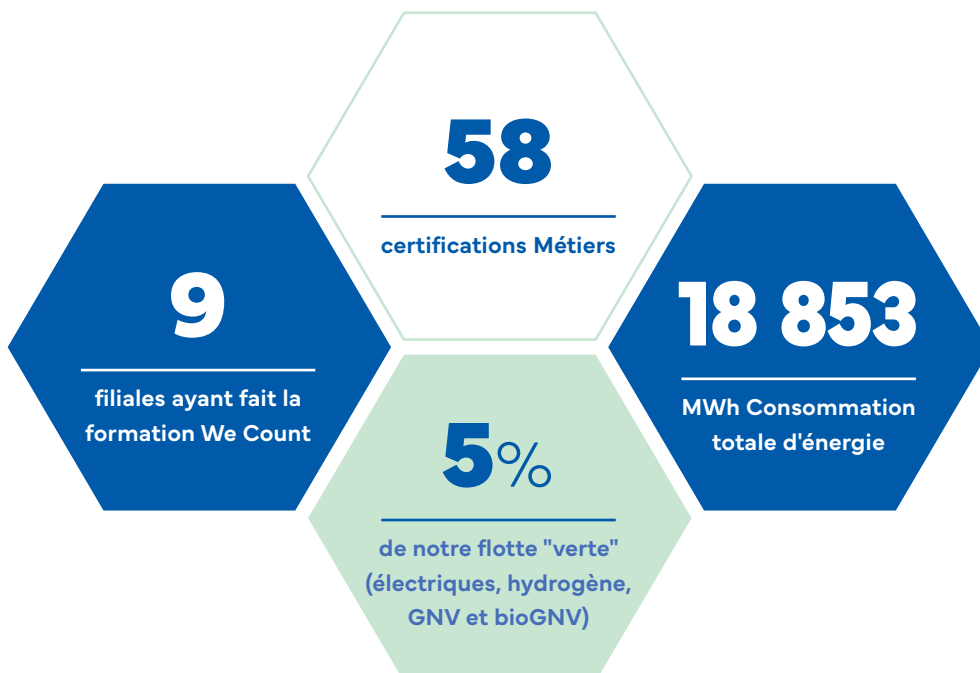 58
certifications Métiers
9
filiales ayant fait la
formation We Count
18 853
MWh Consommation
totale d'énergie
5%
de notre flotte "verte"
(électriques, hydrogène,
GNV et bioGNV)